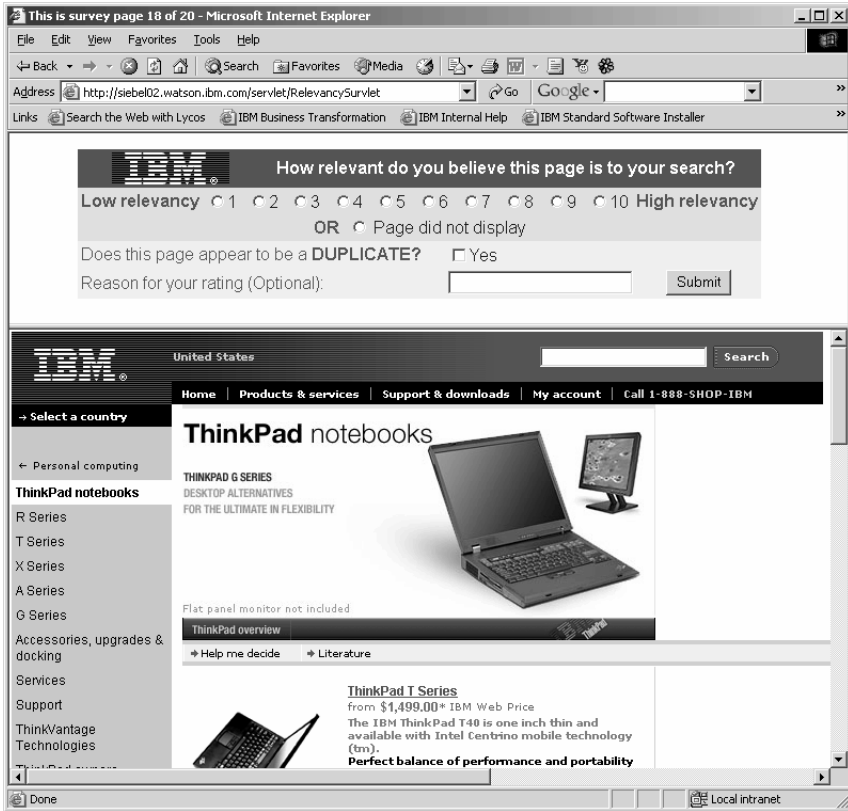 This is survey page 18 of 20 - Microsoft Internet Explorer
File Edit View Favorites Tools Help
Back Search Favorites Media
Address http://siebel02.watson.ibm.com/servlet/RelevancySurvlet Go Google
Links Search the Web with Lycos IBM Business Transformation IBM Internal Help IBM Standard Software Installer
IBM® How relevant do you believe this page is to your search?
Low relevancy 1 2 3 4 5 6 7 8 9 10 High relevancy
OR Page did not display
Does this page appear to be a DUPLICATE? Yes
Reason for your rating (Optional): Submit
IBM® United States Search
Home | Products & services | Support & downloads | My account | Call 1-888-SHOP-IBM
→ Select a country
ThinkPad notebooks
← Personal computing
THINKPAD G SERIES
DESKTOP ALTERNATIVES
FOR THE ULTIMATE IN FLEXIBILITY
ThinkPad notebooks
R Series
T Series
X Series
A Series
G Series
Accessories, upgrades &
docking
Services
Support
ThinkVantage
Technologies
ThinkPad owners
Flat panel monitor not included
ThinkPad overview IBM ThinkPad
Help me decide Literature
ThinkPad T Series
from $1,499.00* IBM Web Price
The IBM ThinkPad T40 is one inch thin and
available with Intel Centrino mobile technology
(tm).
Perfect balance of performance and portability
Done Local intranet